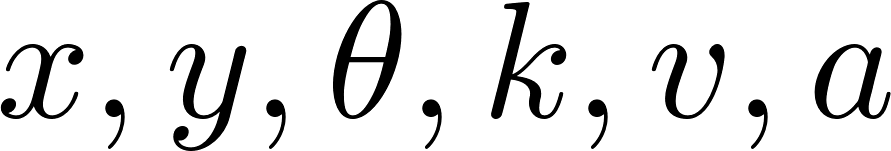 x, y, θ, k, v, a